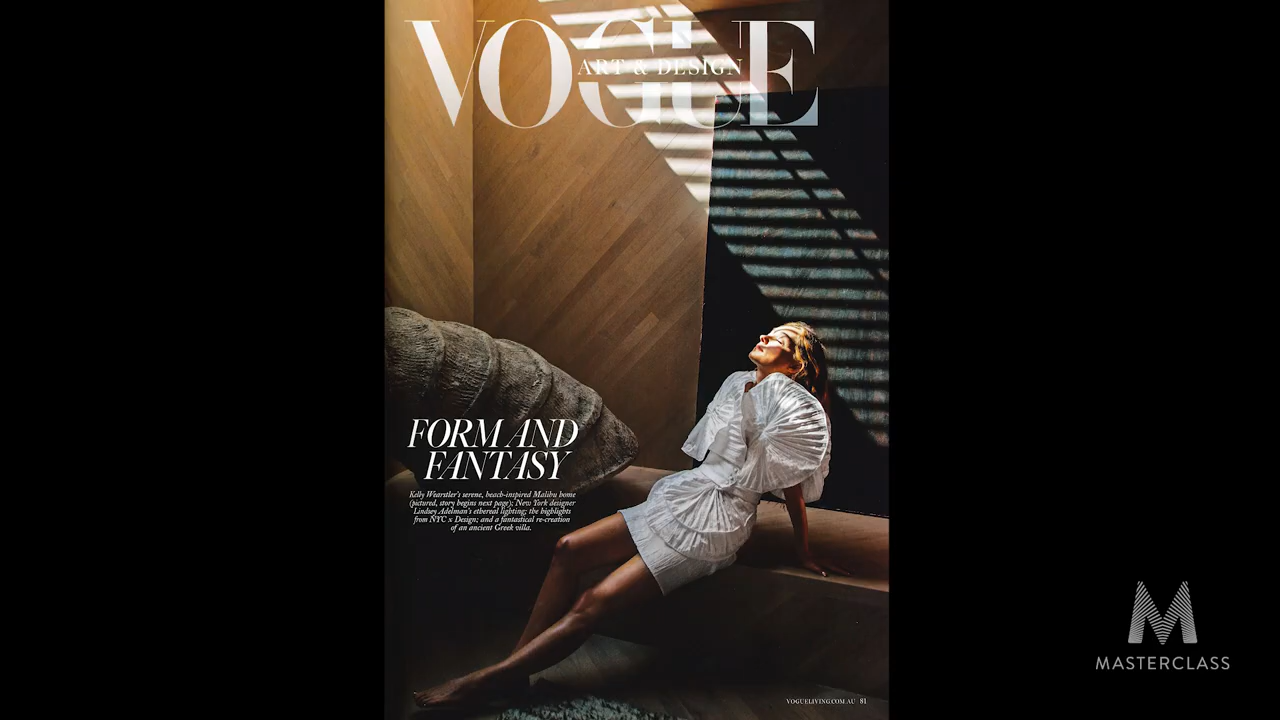 VOGUE
ART & DESIGN
FORM AND
FANTASY
Kelly Wearstler's serene, beach-inspired Malibu home
(pictured, story begins next page); New York designer
Lindsey Adelman's ethereal lighting; the highlights
from NYC x Design; and a fantastical re-creation
of an ancient Greek villa.
VOGUELIVING.COM.AU 81
MASTERCLASS